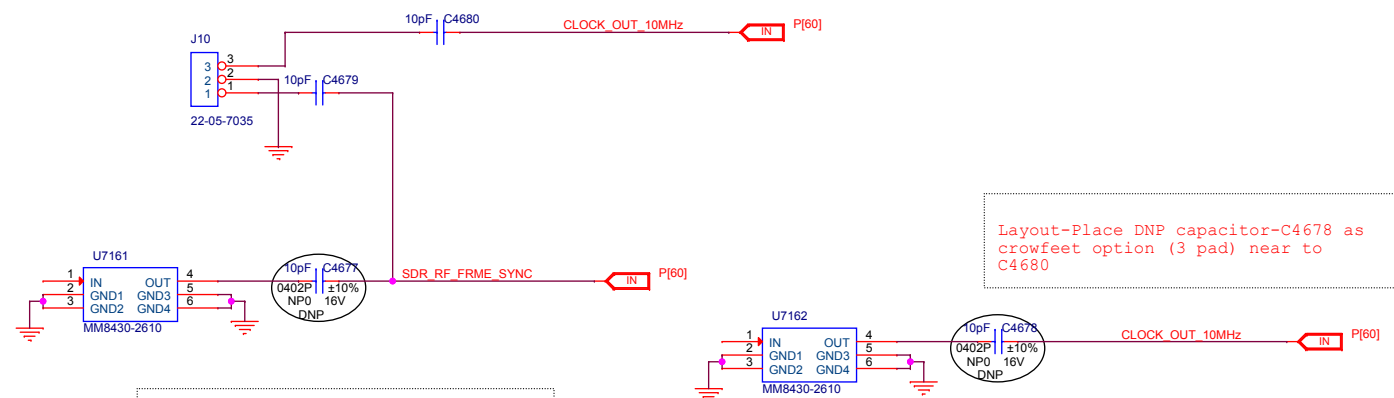 10pF C4680
CLOCK_OUT_10MHz
IN
P[60]
J10
3 3
2 2
1 1
10pF C4679
22-05-7035
Layout-Place DNP capacitor-C4678 as
crowfeet option (3 pad) near to
C4680
U7161
1 IN OUT 4
2 GND1 GND3 5
3 GND2 GND4 6
MM8430-2610
10pF C4677
0402P ±10%
NP0 16V
DNP
SDR_RF_FRME_SYNC
IN
P[60]
U7162
1 IN OUT 4
2 GND1 GND3 5
3 GND2 GND4 6
MM8430-2610
10pF C4678
0402P ±10%
NP0 16V
DNP
CLOCK_OUT_10MHz
IN
P[60]